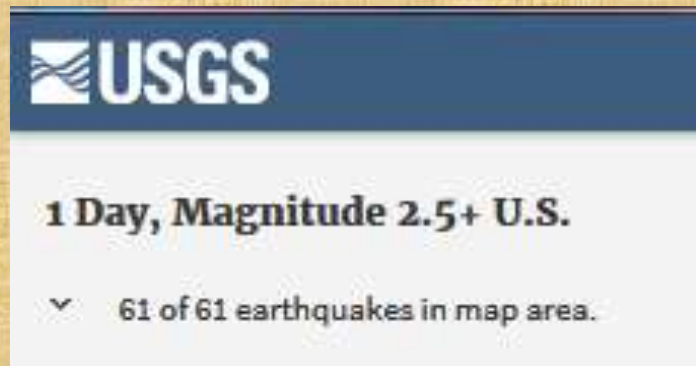 USGS
1 Day, Magnitude 2.5+ U.S.
61 of 61 earthquakes in map area.